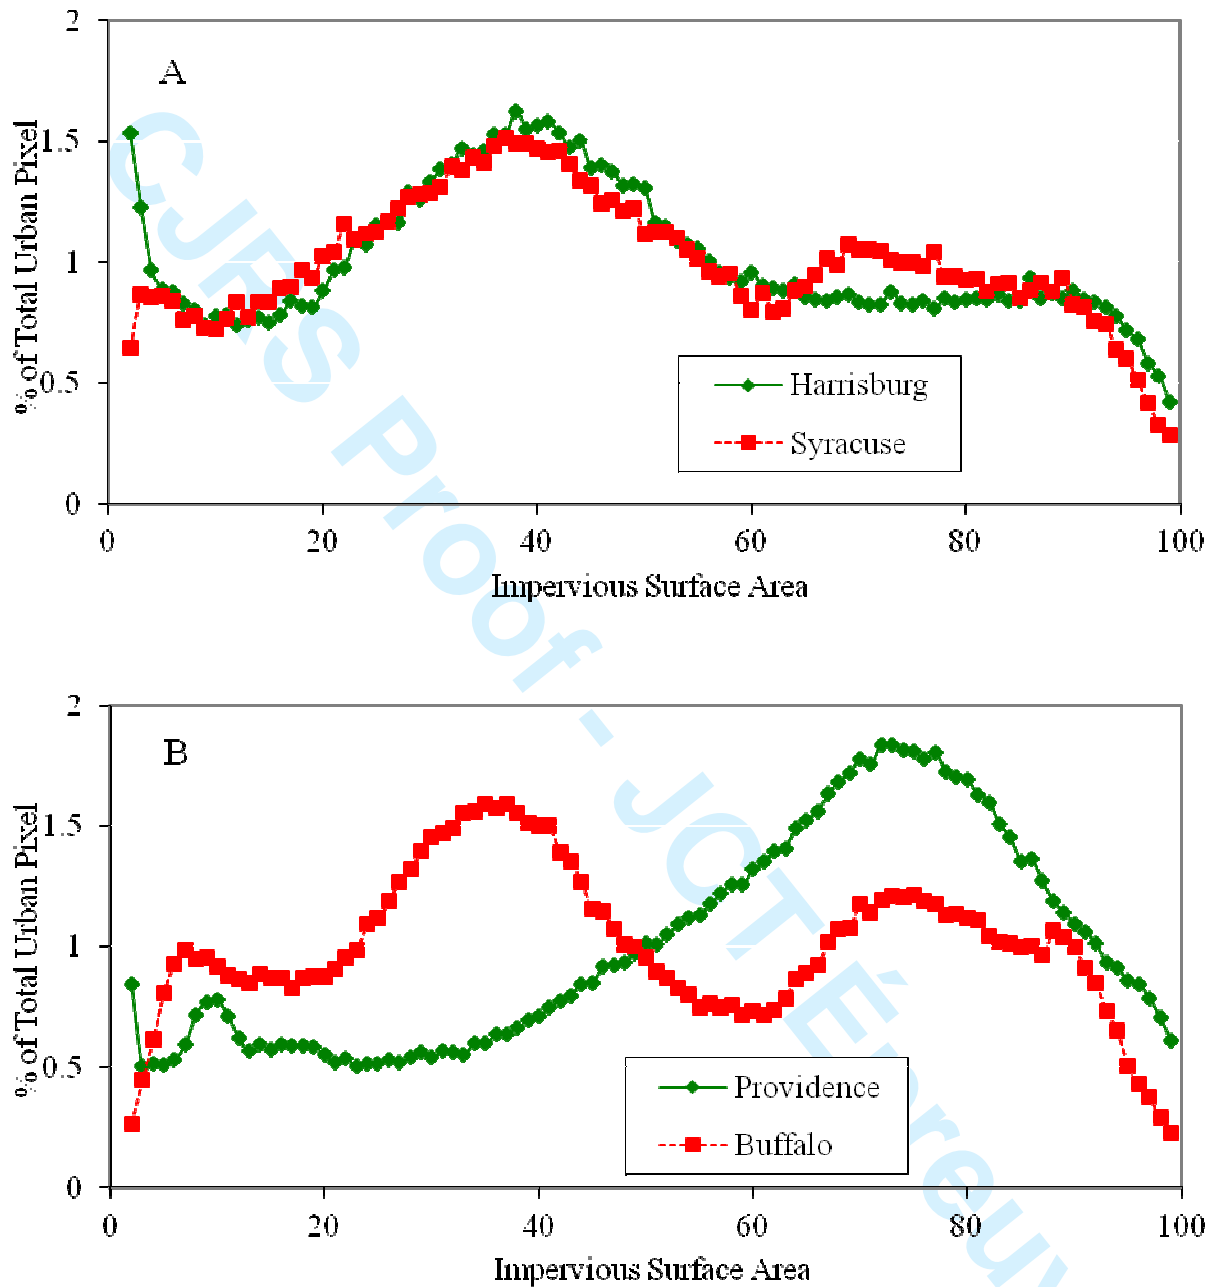 2
A
1.5
1
0.5
0
% of Total Urban Pixel
Harrisburg
Syracuse
0 20 40 60 80 100
Impervious Surface Area
2
B
1.5
1
0.5
0
% of Total Urban Pixel
Providence
Buffalo
0 20 40 60 80 100
Impervious Surface Area
CJRS Proof - JCT Épreuv